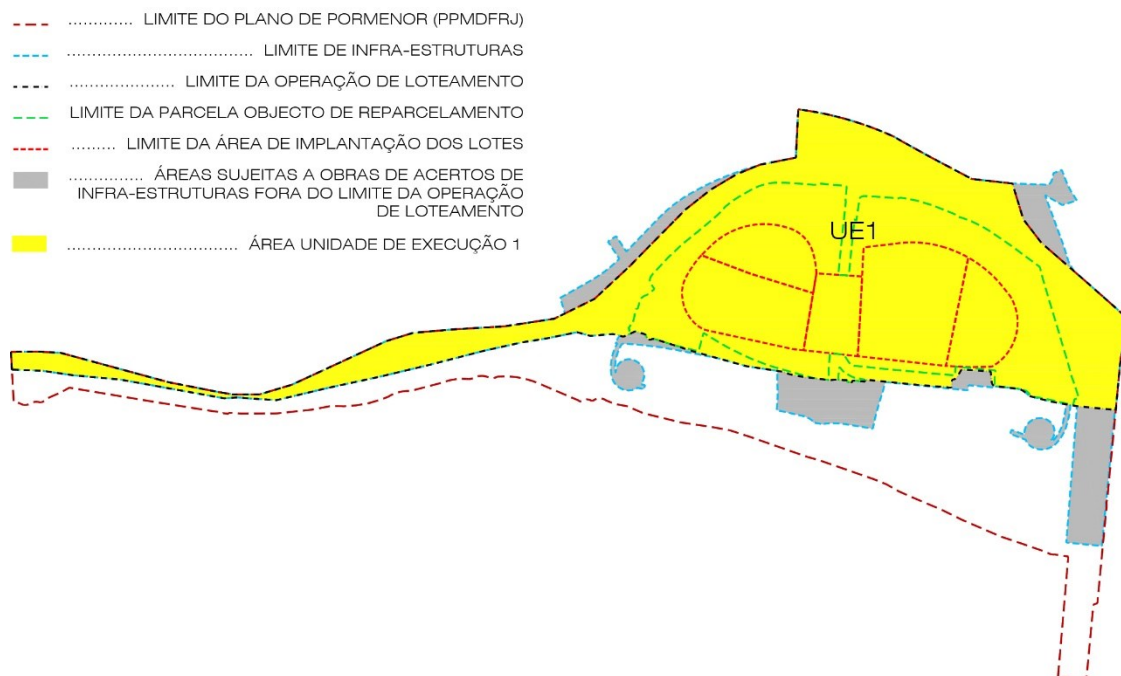 ............. LIMITE DO PLANO DE PORMENOR (PPMDFRJ)
..................................... LIMITE DE INFRA-ESTRUTURAS
..................... LIMITE DA OPERAÇÃO DE LOTEAMENTO
LIMITE DA PARCELA OBJECTO DE REPARCELAMENTO
......... LIMITE DA ÁREA DE IMPLANTAÇÃO DOS LOTES
............... ÁREAS SUJEITAS A OBRAS DE ACERTOS DE
INFRA-ESTRUTURAS FORA DO LIMITE DA OPERAÇÃO
DE LOTEAMENTO
.................................. ÁREA UNIDADE DE EXECUÇÃO 1
UE1